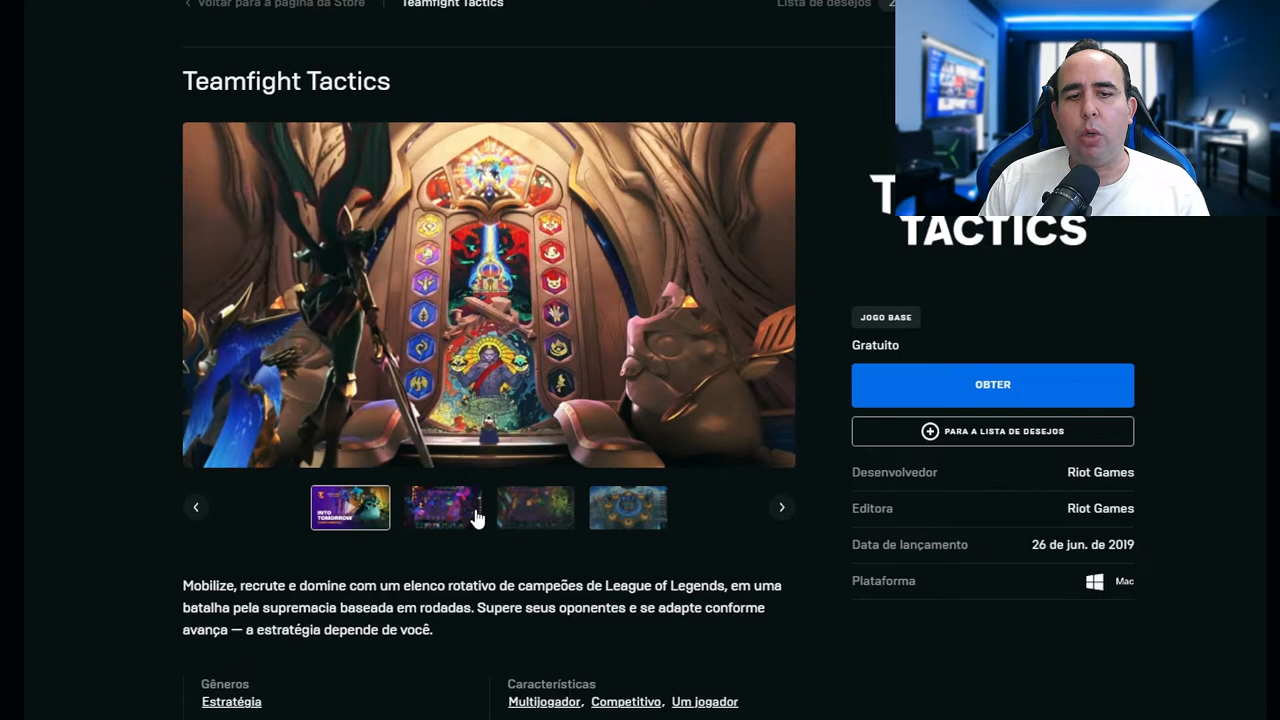 Voltar para a página da Store
Teamfight Tactics
Lista de desejos
Teamfight Tactics
INTO
TOMORROW
TACTICS
JOGO BASE
Gratuito
OBTER
PARA A LISTA DE DESEJOS
Desenvolvedor Riot Games
Editora Riot Games
Data de lançamento 26 de jun. de 2019
Plataforma Mac
Mobilize, recrute e domine com um elenco rotativo de campeões de League of Legends, em uma
batalha pela supremacia baseada em rodadas. Supere seus oponentes e se adapte conforme
avança — a estratégia depende de você.
Gêneros
Estratégia
Características
Multijogador, Competitivo, Um jogador